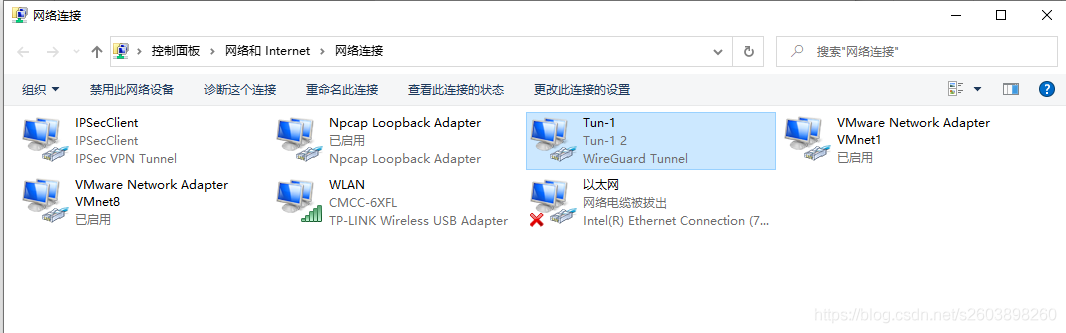 网络连接
控制面板 > 网络和 Internet > 网络连接
搜索"网络连接"
组织 禁用此网络设备 诊断这个连接 重命名此连接 查看此连接的状态 更改此连接的设置
IPSecClient
IPSecClient
IPSec VPN Tunnel
Npcap Loopback Adapter
已启用
Npcap Loopback Adapter
Tun-1
Tun-1 2
WireGuard Tunnel
VMware Network Adapter
VMnet1
已启用
VMware Network Adapter
VMnet8
已启用
WLAN
CMCC-6XFL
TP-LINK Wireless USB Adapter
以太网
网络电缆被拔出
Intel(R) Ethernet Connection (7...
https://blog.csdn.net/s2603898260